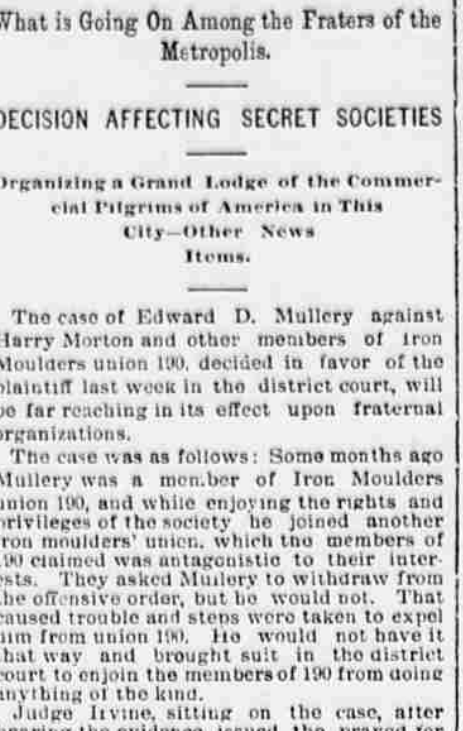 What is Going On Among the Fraters of the
Metropolis.
DECISION AFFECTING SECRET SOCIETIES
Organizing a Grand Lodge of the Commer-
cial Pilgrims of America in This
City—Other News
Items.
The case of Edward D. Mullery against
Harry Morton and other members of Iron
Moulders union 190, decided in favor of the
plaintiff last week in the district court, will
be far reaching in its effect upon fraternal
organizations.
The case was as follows: Some months ago
Mullery was a member of Iron Moulders
union 190, and while enjoying the rights and
privileges of the society he joined another
iron moulders' union, which the members of
190 claimed was antagonistic to their inter-
ests. They asked Mullery to withdraw from
the offensive order, but he would not. That
caused trouble and steps were taken to expel
him from union 190. He would not have it
that way and brought suit in the district
court to enjoin the members of 190 from doing
anything of the kind.
Judge Irvine, sitting on the case, after
hearing the evidence issued the prayed for